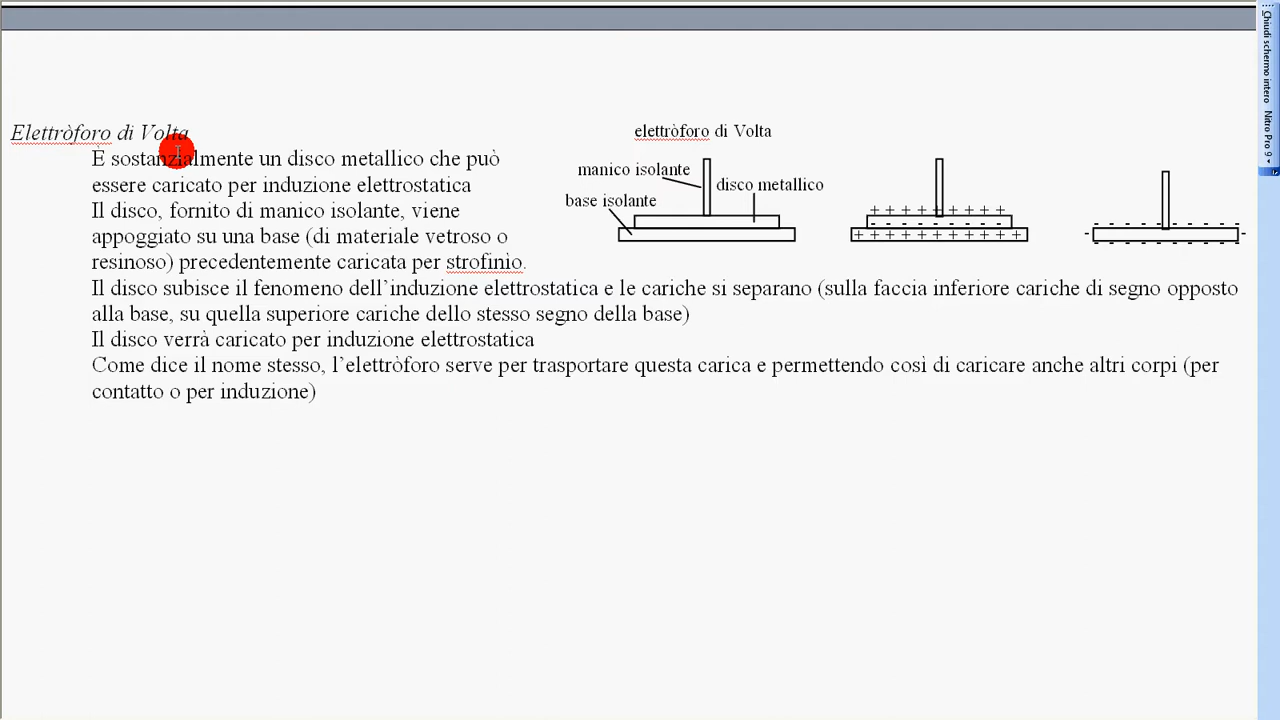 Elettròforo di Volta
È sostanzialmente un disco metallico che può
essere caricato per induzione elettrostatica
Il disco, fornito di manico isolante, viene
appoggiato su una base (di materiale vetroso o
resinoso) precedentemente caricata per strofinìo.
Il disco subisce il fenomeno dell'induzione elettrostatica e le cariche si separano (sulla faccia inferiore cariche di segno opposto
alla base, su quella superiore cariche dello stesso segno della base)
Il disco verrà caricato per induzione elettrostatica
Come dice il nome stesso, l'elettròforo serve per trasportare questa carica e permettendo così di caricare anche altri corpi (per
contatto o per induzione)
elettròforo di Volta
manico isolante
disco metallico
base isolante
+ + + + + + + + +
- - - - - - - - -
+ + + + + + + + + + +
- - - - - - - -
- -
- - - - - - - -
Chiudi schermo intero Nitro Pro 9